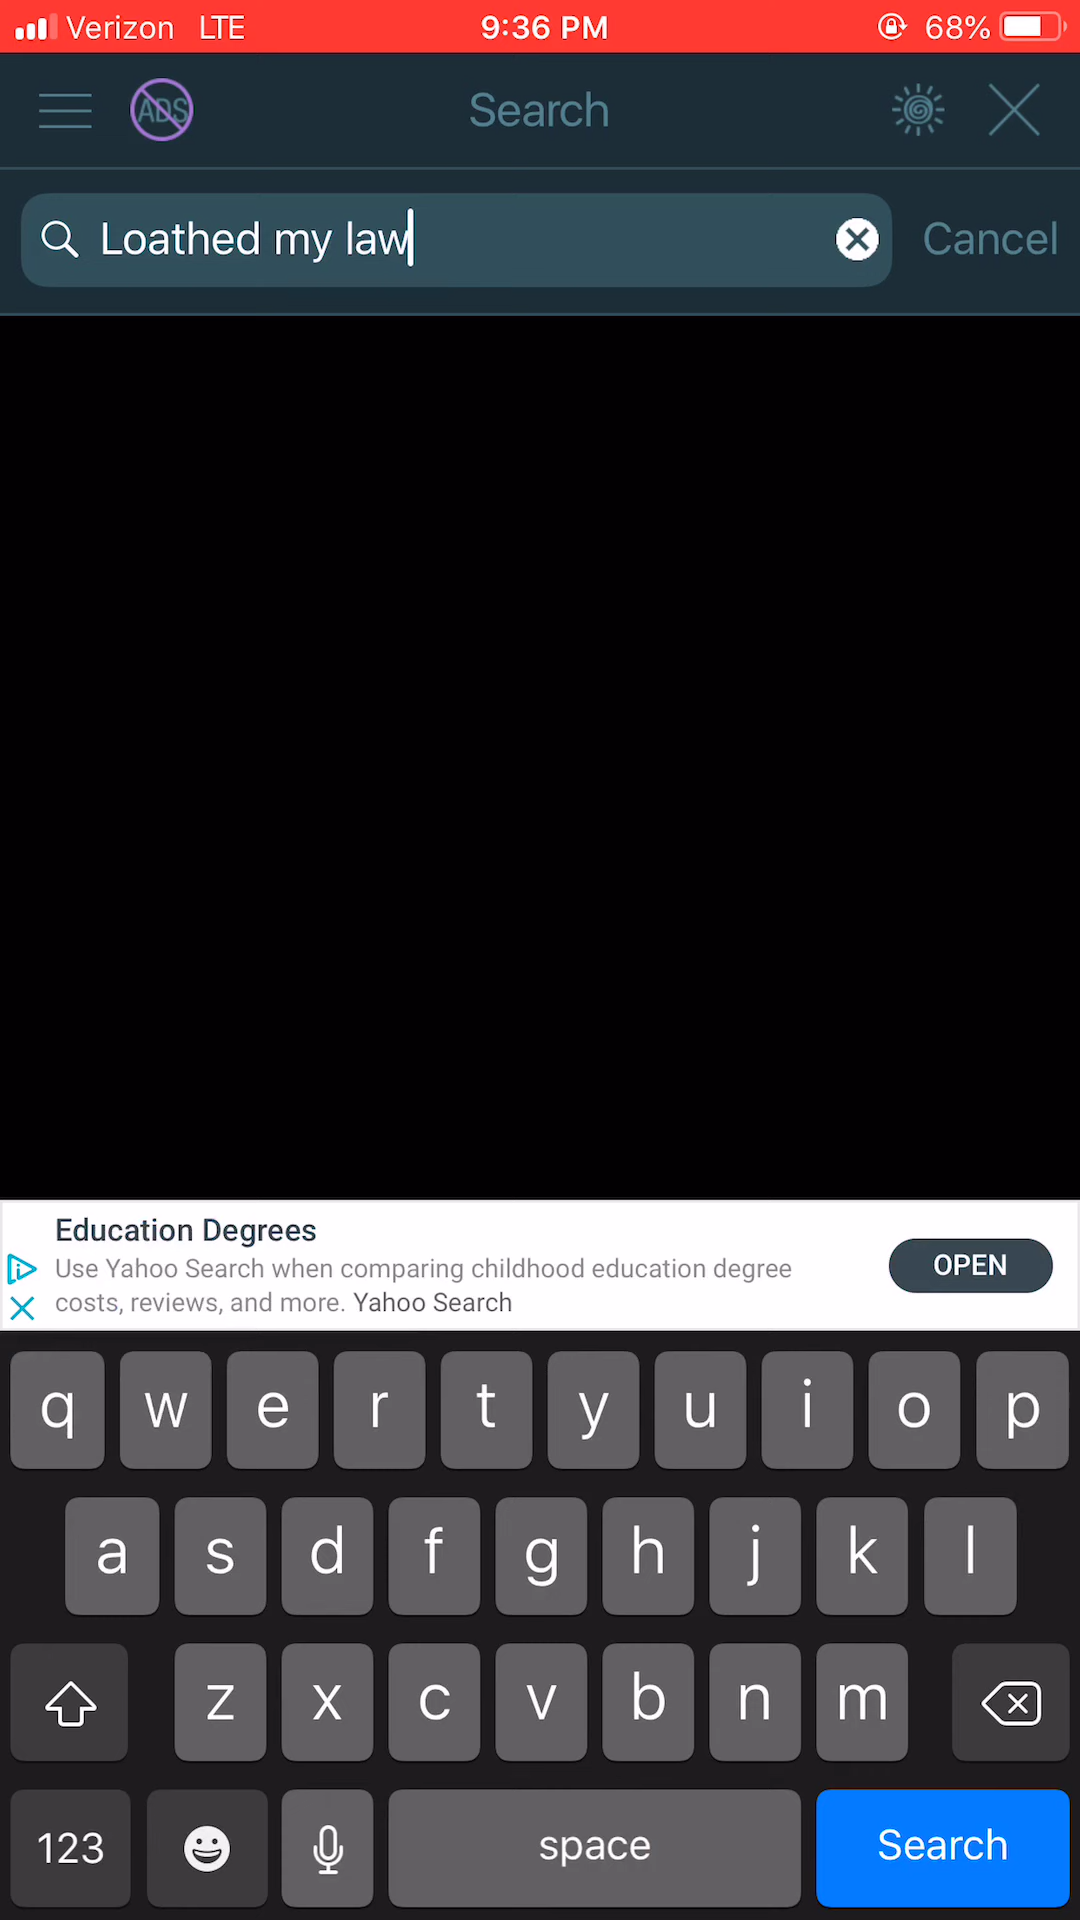 Verizon LTE 9:36 PM 68%
ADS Search
Loathed my law Cancel
Education Degrees
Use Yahoo Search when comparing childhood education degree
costs, reviews, and more. Yahoo Search
OPEN
q w e r t y u i o p
a s d f g h j k l
z x c v b n m
123 space Search